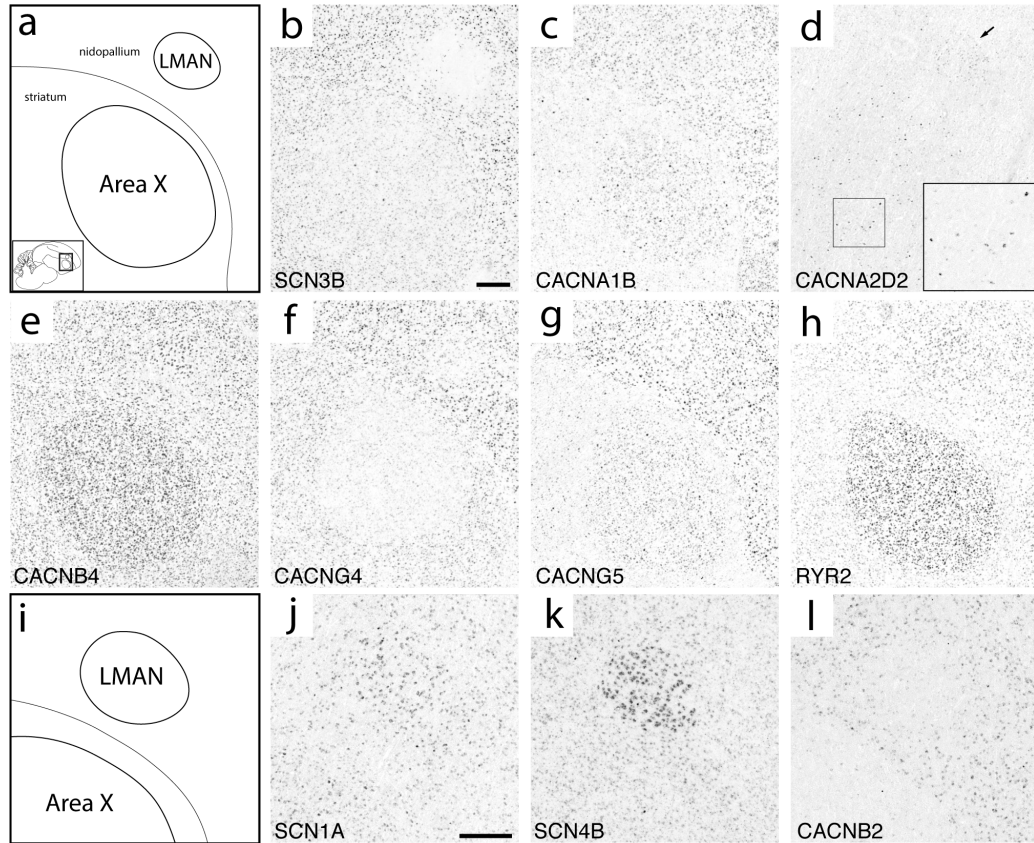 a
nidopallium
LMAN
striatum
Area X
b
SCN3B
c
CACNA1B
d
CACNA2D2
e
CACNB4
f
CACNG4
g
CACNG5
h
RYR2
i
LMAN
Area X
j
SCN1A
k
SCN4B
l
CACNB2